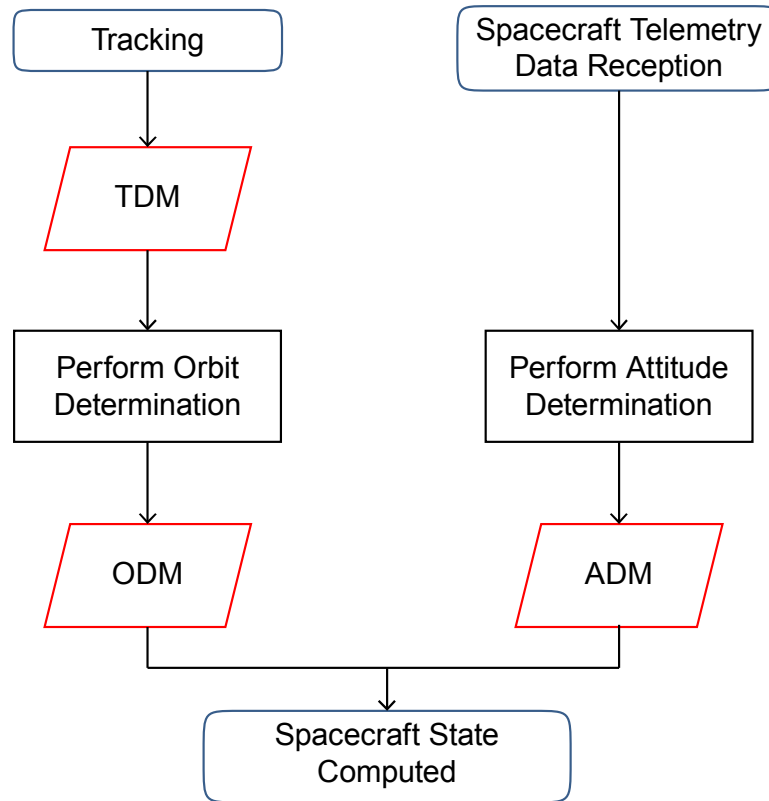 Tracking
Spacecraft Telemetry
Data Reception
TDM
Perform Orbit
Determination
Perform Attitude
Determination
ODM
ADM
Spacecraft State
Computed